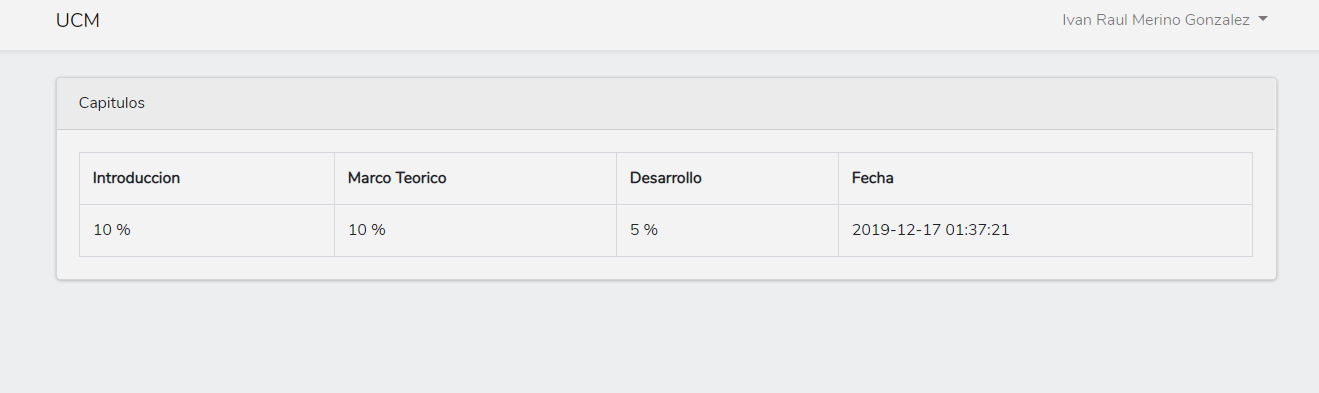 UCM
Ivan Raul Merino Gonzalez
Capitulos
Introduccion Marco Teorico Desarrollo Fecha
10 % 10 % 5 % 2019-12-17 01:37:21